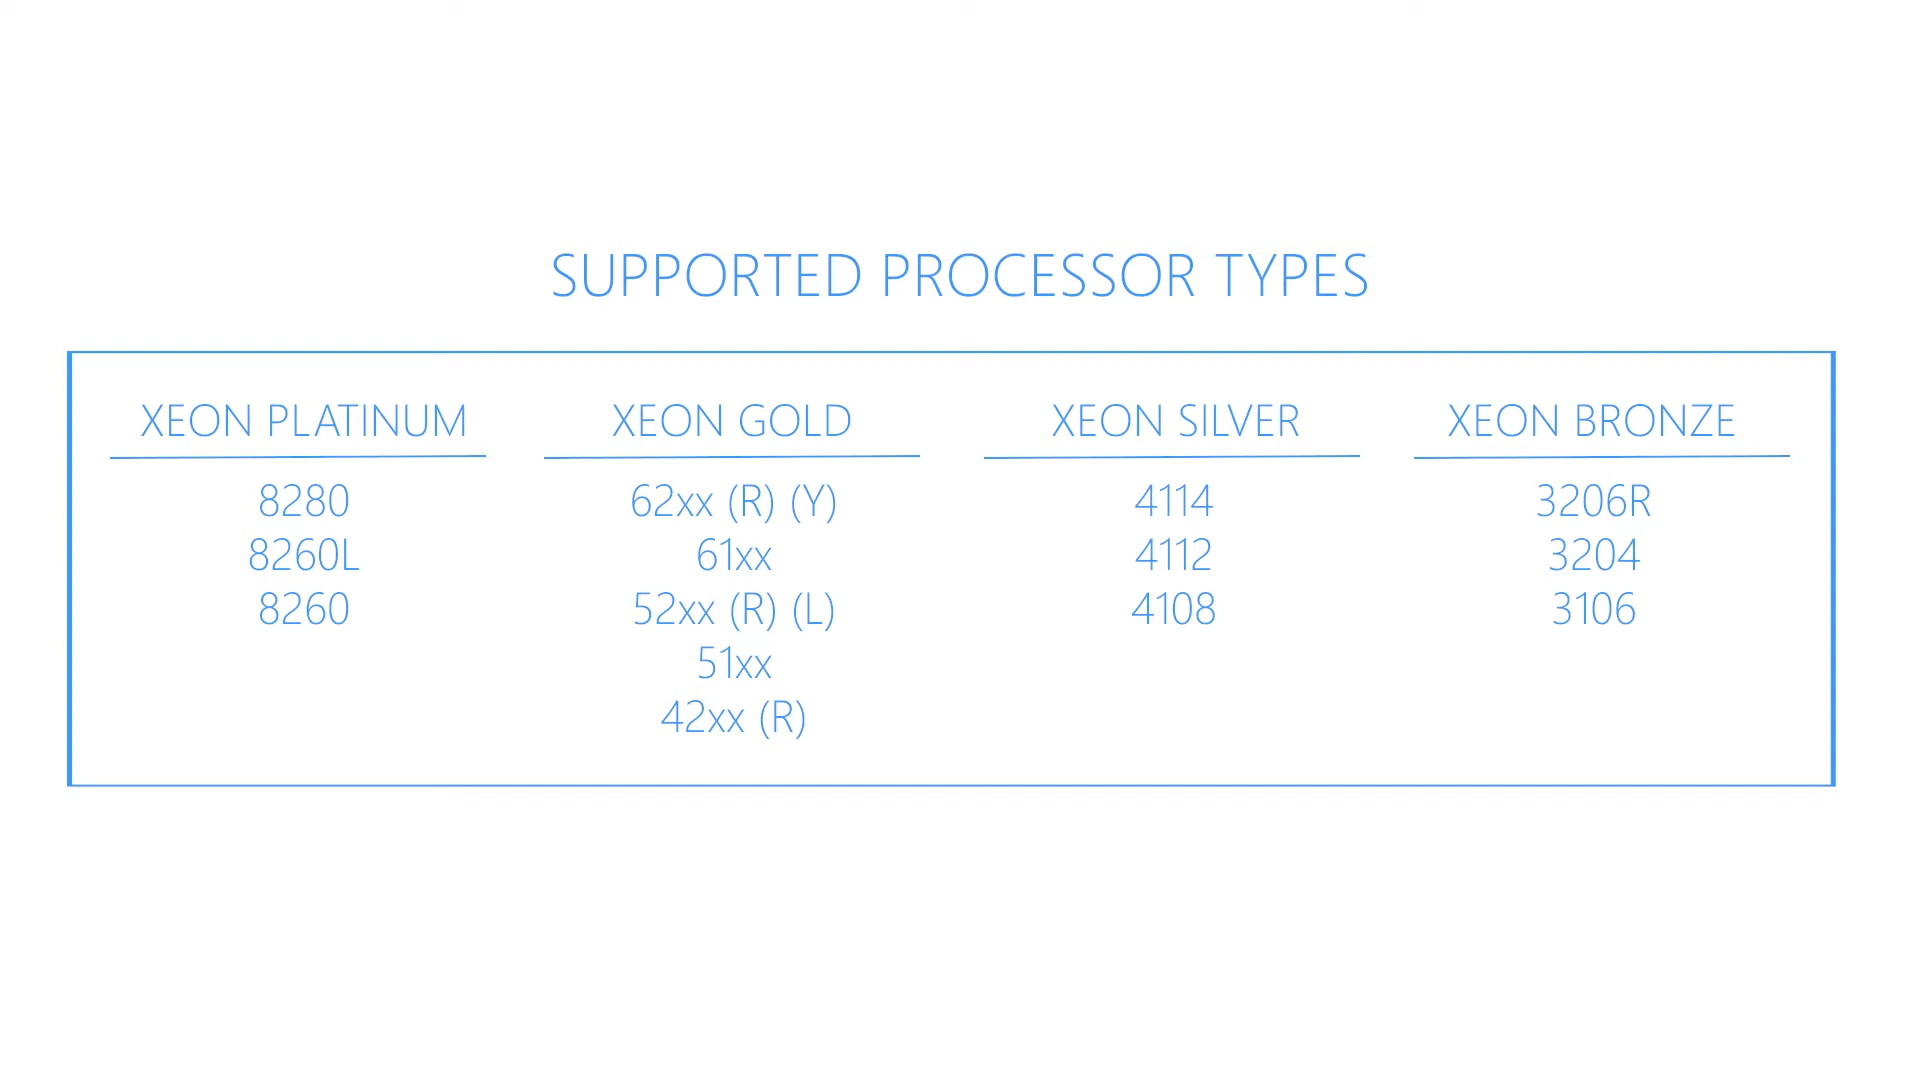 SUPPORTED PROCESSOR TYPES
XEON PLATINUM
8280
8260L
8260
XEON GOLD
62xx (R) (Y)
61xx
52xx (R) (L)
51xx
42xx (R)
XEON SILVER
4114
4112
4108
XEON BRONZE
3206R
3204
3106